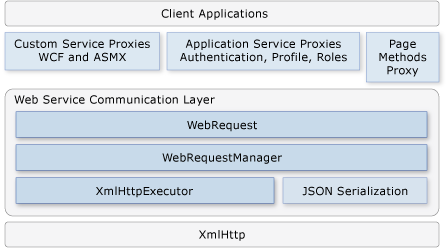 Client Applications
Custom Service Proxies
WCF and ASMX
Application Service Proxies
Authentication, Profile, Roles
Page
Methods
Proxy
Web Service Communication Layer
WebRequest
WebRequestManager
XmlHttpExecutor
JSON Serialization
XmlHttp